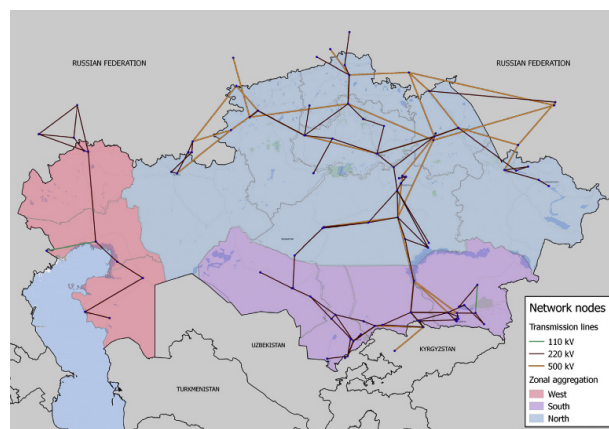 RUSSIAN FEDERATION
RUSSIAN FEDERATION
UZBEKISTAN
KYRGYZSTAN
TURKMENISTAN
Network nodes
Transmission lines
110 kV
220 kV
500 kV
Zonal aggregation
West
South
North